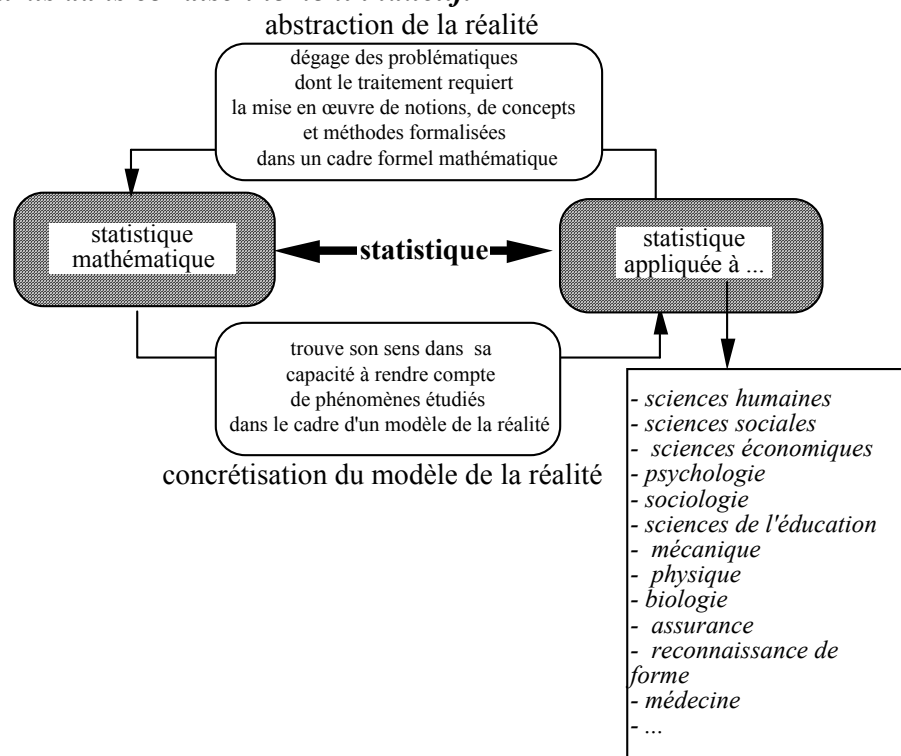 abstraction de la réalité
dégage des problématiques
dont le traitement requiert
la mise en œuvre de notions, de concepts
et méthodes formalisées
dans un cadre formel mathématique
statistique
mathématique
statistique
statistique
appliquée à ...
trouve son sens dans sa
capacité à rendre compte
de phénomènes étudiés
dans le cadre d'un modèle de la réalité
concrétisation du modèle de la réalité
- sciences humaines
- sciences sociales
- sciences économiques
- psychologie
- sociologie
- sciences de l'éducation
- mécanique
- physique
- biologie
- assurance
- reconnaissance de
forme
- médecine
- ...